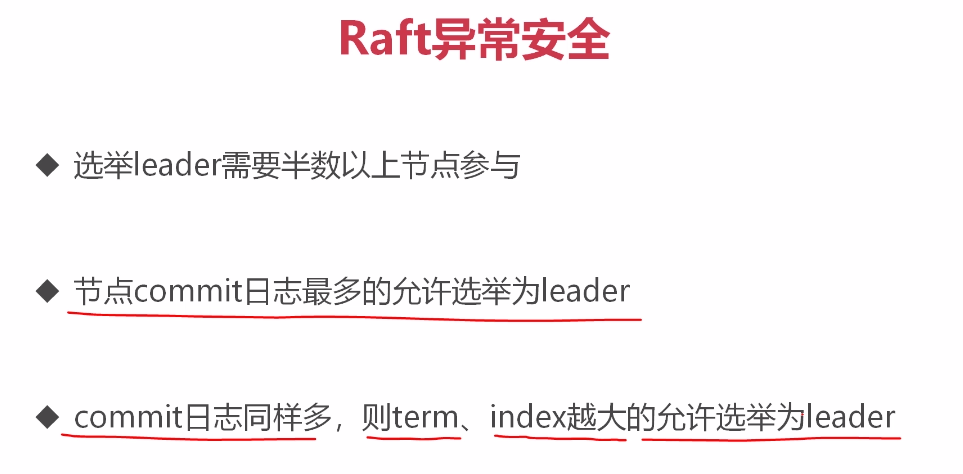 Raft异常安全
◆ 选举leader需要半数以上节点参与
◆ 节点commit日志最多的允许选举为leader
◆ commit日志同样多，则term、index越大的允许选举为leader